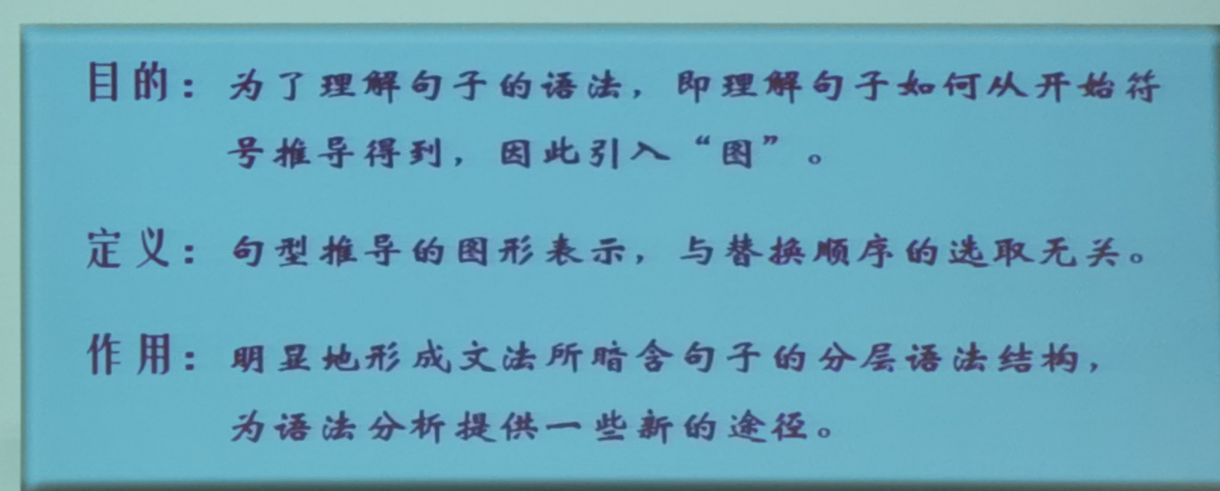 目的：为了理解句子的语法，即理解句子如何从开始符
号推导得到，因此引入“图”。
定义：句型推导的图形表示，与替换顺序的选取无关。
作用：明显地形成文法所暗含句子的分层语法结构，
为语法分析提供一些新的途径。